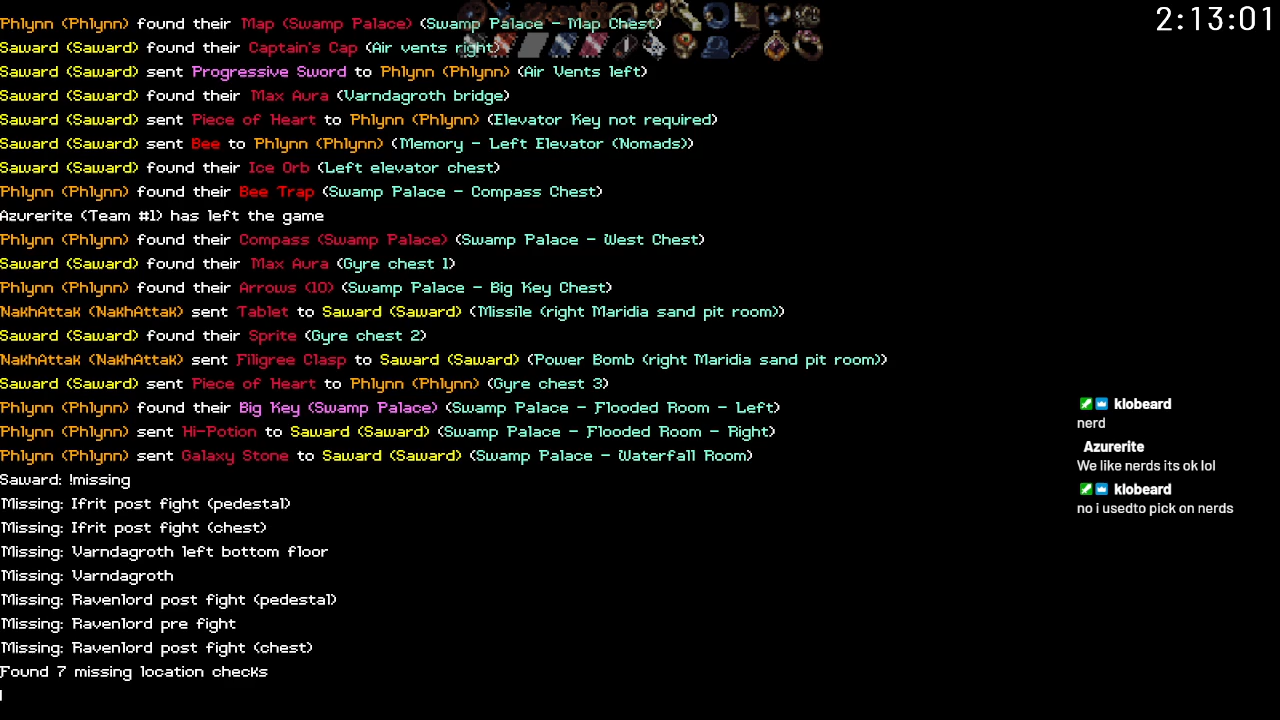 Phlynn (Phlynn) found their Map (Swamp Palace) (Swamp Palace - Map Chest)
Saward (Saward) found their Captain's Cap (Air vents right)
Saward (Saward) sent Progressive Sword to Phlynn (Phlynn) (Air Vents left)
Saward (Saward) found their Max Aura (Varndagroth bridge)
Saward (Saward) sent Piece of Heart to Phlynn (Phlynn) (Elevator Key not required)
Saward (Saward) sent Bee to Phlynn (Phlynn) (Memory - Left Elevator (Nomads))
Saward (Saward) found their Ice Orb (Left elevator chest)
Phlynn (Phlynn) found their Bee Trap (Swamp Palace - Compass Chest)
Azurerite (Team #1) has left the game
Phlynn (Phlynn) found their Compass (Swamp Palace) (Swamp Palace - West Chest)
Saward (Saward) found their Max Aura (Gyre chest 1)
Phlynn (Phlynn) found their Arrows (10) (Swamp Palace - Big Key Chest)
NakhAttak (NakhAttak) sent Tablet to Saward (Saward) (Missile (right Maridia sand pit room))
Saward (Saward) found their Sprite (Gyre chest 2)
NakhAttak (NakhAttak) sent Filigree Clasp to Saward (Saward) (Power Bomb (right Maridia sand pit room))
Saward (Saward) sent Piece of Heart to Phlynn (Phlynn) (Gyre chest 3)
Phlynn (Phlynn) found their Big Key (Swamp Palace) (Swamp Palace - Flooded Room - Left)
Phlynn (Phlynn) sent Hi-Potion to Saward (Saward) (Swamp Palace - Flooded Room - Right)
Phlynn (Phlynn) sent Galaxy Stone to Saward (Saward) (Swamp Palace - Waterfall Room)
Saward: !missing
Missing: Ifrit post fight (pedestal)
Missing: Ifrit post fight (chest)
Missing: Varndagroth left bottom floor
Missing: Varndagroth
Missing: Ravenlord post fight (pedestal)
Missing: Ravenlord pre fight
Missing: Ravenlord post fight (chest)
Found 7 missing location checks
2:13:01
klobeard
nerd
Azurerite
We like nerds its ok lol
klobeard
no i usedto pick on nerds